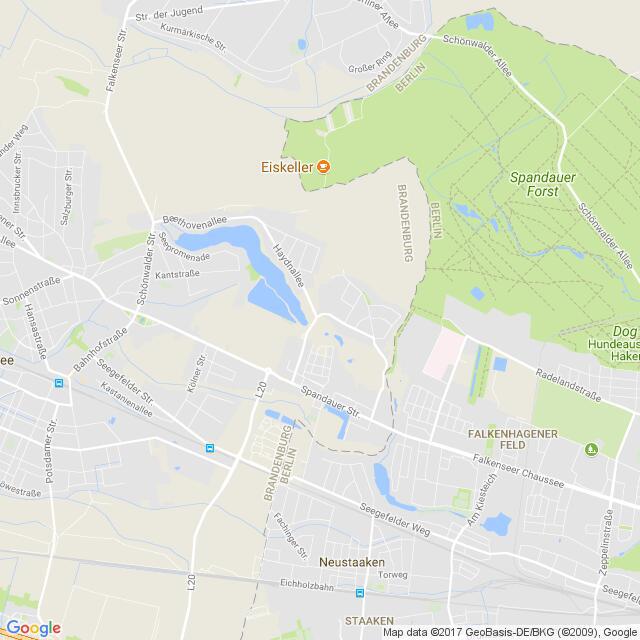 Str. der Jugend
Kurmärkische Str.
Falkenseer Str.
Großer Ring
BRANDENBURG
BERLIN
Schönwalder Allee
Eiskeller
Spandauer
Forst
Schönwalder Allee
BRANDENBURG
BERLIN
Innsbrucker Str.
Salzburger Str.
Beethovenallee
Seepromenade
Haydnallee
Kantstraße
Schönwalder Str.
Sonnenstraße
Hansastraße
Bahnhofstraße
Seegefelder Str.
Kastanienallee
Kölner Str.
L20
Spandauer Str.
Dog
Hundeaus
Haken
Radelandstraße
FALKENHAGENER
FELD
Falkenseer Chaussee
Potsdamer Str.
BRANDENBURG
BERLIN
Am Kiesteich
Seegefelder Weg
Fachinger Str.
Neustaaken
Torweg
Eichholzbahn
L20
STAAKEN
Zeppelinstraße
Seegefelder
Google
Map data ©2017 GeoBasis-DE/BKG (©2009), Google